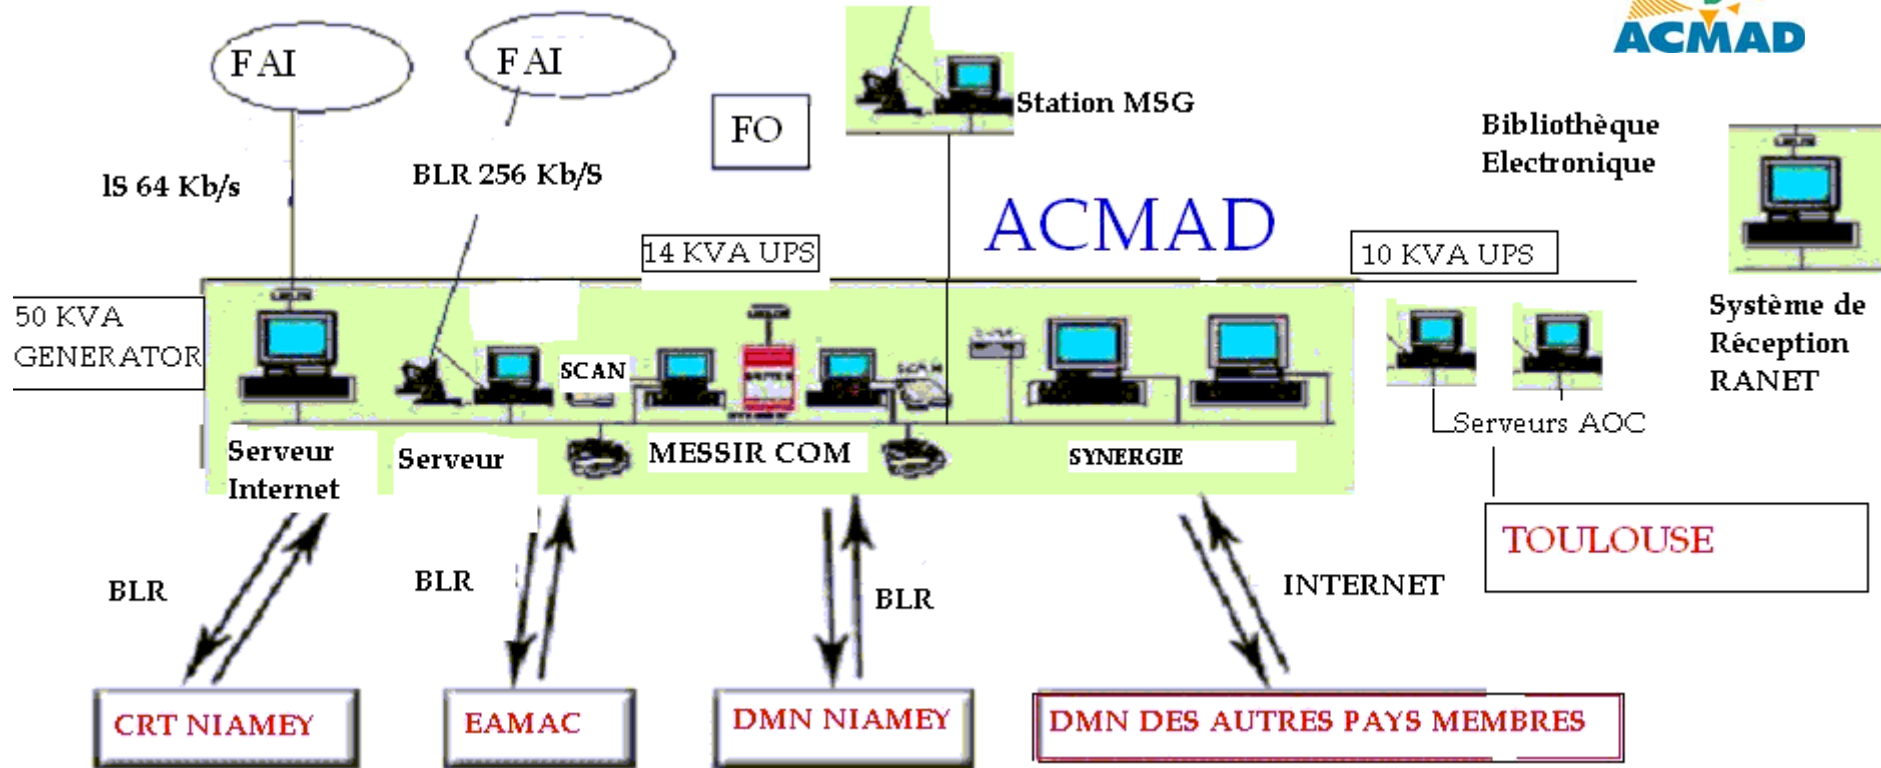 ACMAD
FAI
FAI
FO
Station MSG
Bibliothèque
Electronique
lS 64 Kb/s
BLR 256 Kb/S
ACMAD
14 KVA UPS
10 KVA UPS
50 KVA
GENERATOR
Système de
Réception
RANET
SCAN
Serveurs AOC
Serveur
Internet
Serveur
MESSIR COM
SYNERGIE
TOULOUSE
BLR
BLR
BLR
INTERNET
CRT NIAMEY
EAMAC
DMN NIAMEY
DMN DES AUTRES PAYS MEMBRES